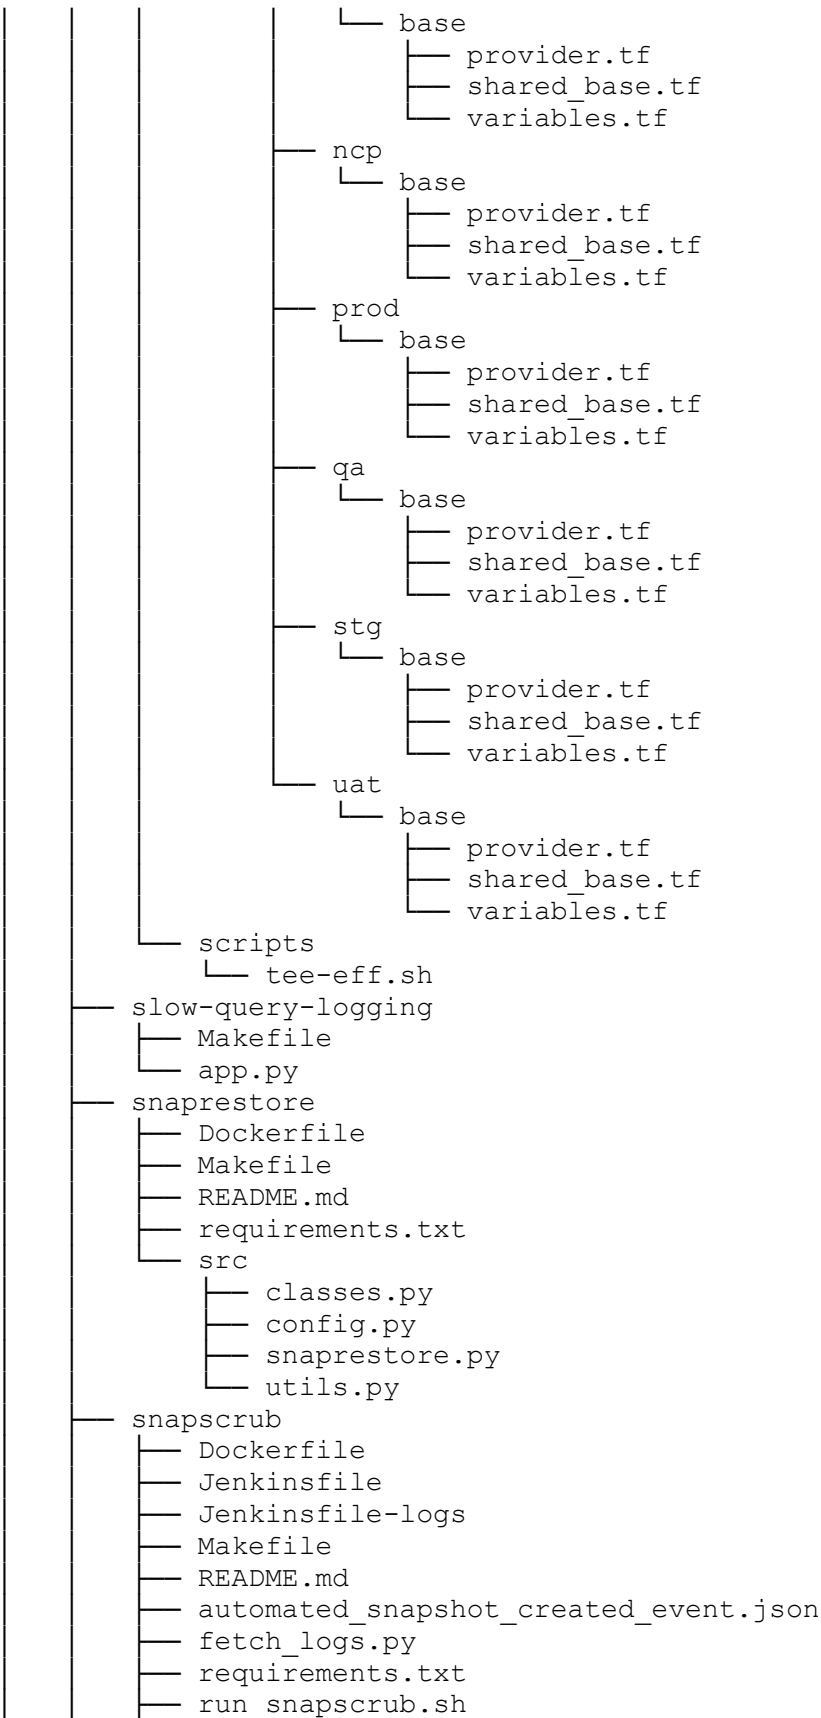 │   │   │       │   └── base
│   │   │       │       ├── provider.tf
│   │   │       │       ├── shared_base.tf
│   │   │       │       └── variables.tf
│   │   │       ├── ncp
│   │   │       │   └── base
│   │   │       │       ├── provider.tf
│   │   │       │       ├── shared_base.tf
│   │   │       │       └── variables.tf
│   │   │       ├── prod
│   │   │       │   └── base
│   │   │       │       ├── provider.tf
│   │   │       │       ├── shared_base.tf
│   │   │       │       └── variables.tf
│   │   │       ├── qa
│   │   │       │   └── base
│   │   │       │       ├── provider.tf
│   │   │       │       ├── shared_base.tf
│   │   │       │       └── variables.tf
│   │   │       ├── stg
│   │   │       │   └── base
│   │   │       │       ├── provider.tf
│   │   │       │       ├── shared_base.tf
│   │   │       │       └── variables.tf
│   │   │       └── uat
│   │   │           └── base
│   │   │               ├── provider.tf
│   │   │               ├── shared_base.tf
│   │   │               └── variables.tf
│   │   └── scripts
│   │       └── tee-eff.sh
│   ├── slow-query-logging
│   │   ├── Makefile
│   │   └── app.py
│   ├── snaprestore
│   │   ├── Dockerfile
│   │   ├── Makefile
│   │   ├── README.md
│   │   ├── requirements.txt
│   │   └── src
│   │       ├── classes.py
│   │       ├── config.py
│   │       ├── snaprestore.py
│   │       └── utils.py
│   ├── snapscrub
│   │   ├── Dockerfile
│   │   ├── Jenkinsfile
│   │   ├── Jenkinsfile-logs
│   │   ├── Makefile
│   │   ├── README.md
│   │   ├── automated_snapshot_created_event.json
│   │   ├── fetch_logs.py
│   │   ├── requirements.txt
│   │   ├── run snapscrub.sh